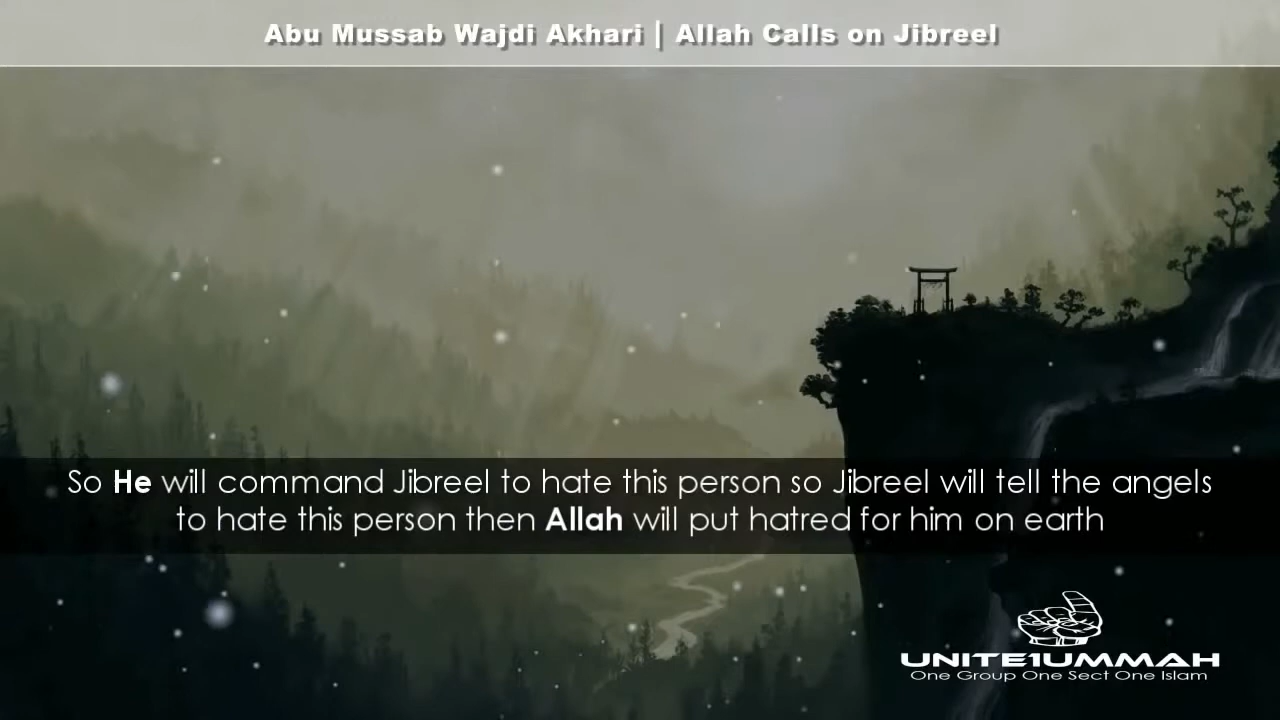 Abu Mussab Wajdi Akhari | Allah Calls on Jibreel
So He will command Jibreel to hate this person so Jibreel will tell the angels
to hate this person then Allah will put hatred for him on earth
UNITE1UMMAH
One Group One Sect One Islam